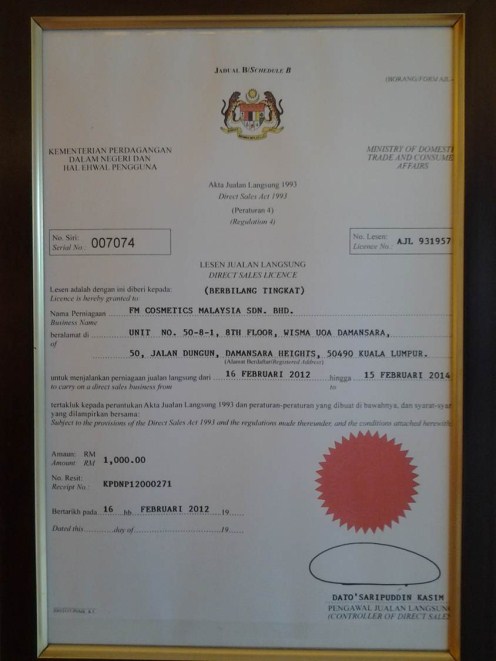 JADUAL B/SCHEDULE B
(BORANG/FORM AJL
KEMENTERIAN PERDAGANGAN
DALAM NEGERI DAN
HAL EHWAL PENGGUNA
MINISTRY OF DOMEST
TRADE AND CONSUME
AFFAIRS
Akta Jualan Langsung 1993
Direct Sales Act 1993
(Peraturan 4)
(Regulation 4)
No. Siri:
Serial No.: 007074
No. Lesen:
Licence No.: AJL 931957
LESEN JUALAN LANGSUNG
DIRECT SALES LICENCE
(BERBILANG TINGKAT)
Lesen adalah dengan ini diberi kepada:
Licence is hereby granted to
Nama Perniagaan FM COSMETICS MALAYSIA SDN. BHD.
Business Name
beralamat di UNIT NO. 50-8-1, 8TH FLOOR, WISMA UOA DAMANSARA,
of
50, JALAN DUNGUN, DAMANSARA HEIGHTS, 50490 KUALA LUMPUR.
(Alamat Berdaftar/Registered Address)
untuk menjalankan perniagaan jualan langsung dari 16 FEBRUARI 2012 hingga 15 FEBRUARI 2014
to carry on a direct sales business from to
tertakluk kepada peruntukan Akta Jualan Langsung 1993 dan peraturan-peraturan yang dibuat di bawahnya, dan syarat-syar
yang dilampirkan bersama:
Subject to the provisions of the Direct Sales Act 1993 and the regulations made thereunder, and the conditions attached herewith
Amaun: RM
Amount: RM 1,000.00
No. Resit:
Receipt No.: KPDNP12000271
Bertarikh pada 16 hb FEBRUARI 2012 19
Dated this day of 19
DATO'SARIPUDDIN KASIM
PENGAWAL JUALAN LANGSUN
(CONTROLLER OF DIRECT SALE